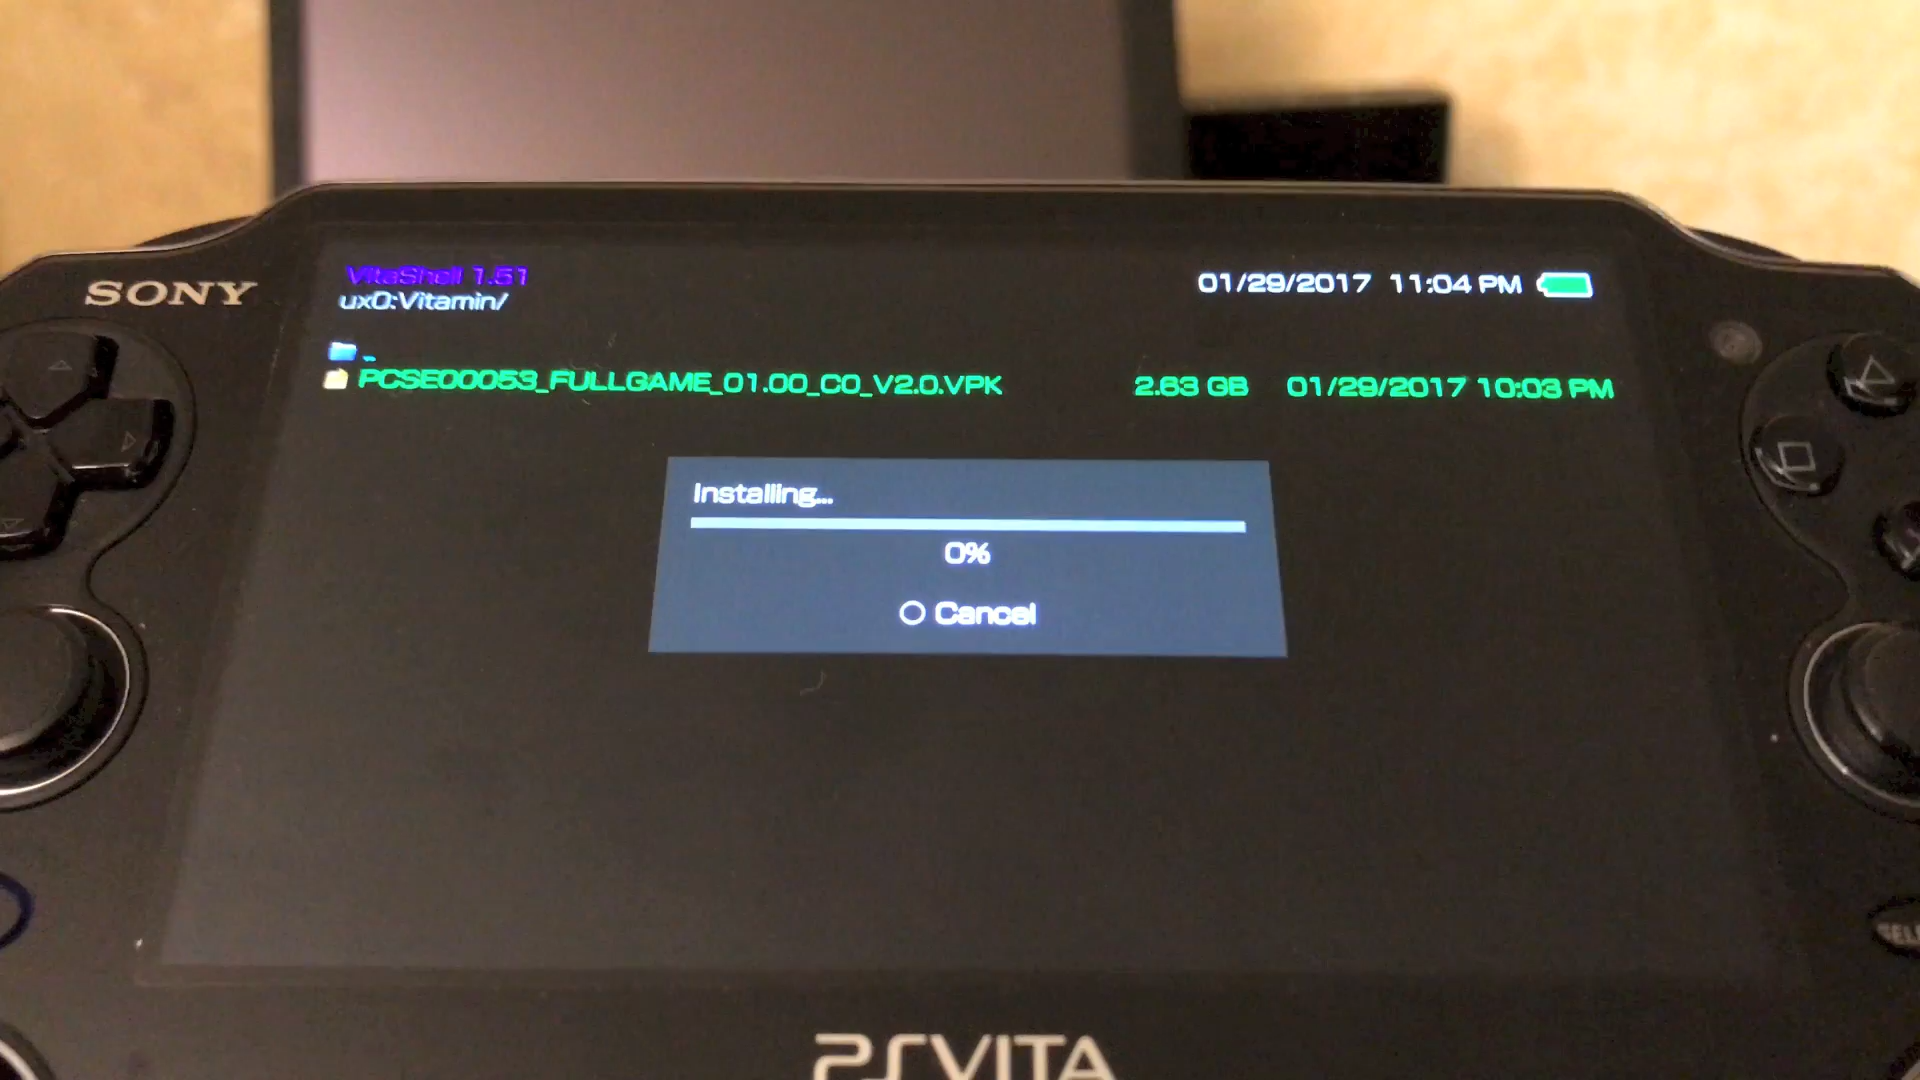 SONY
VitaShell 1.51
ux0:Vitamin/
01/29/2017 11:04 PM
..
PCSE00053_FULLGAME_01.00_C0_V2.0.VPK 2.63 GB 01/29/2017 10:03 PM
Installing...
0%
Cancel
SELE
PSVITA